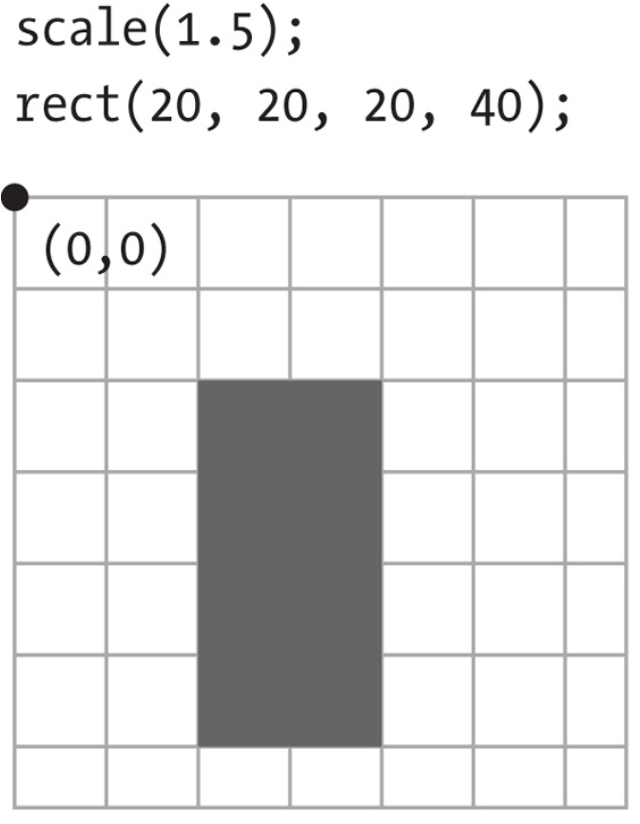 scale(1.5);
rect(20, 20, 20, 40);
(0,0)